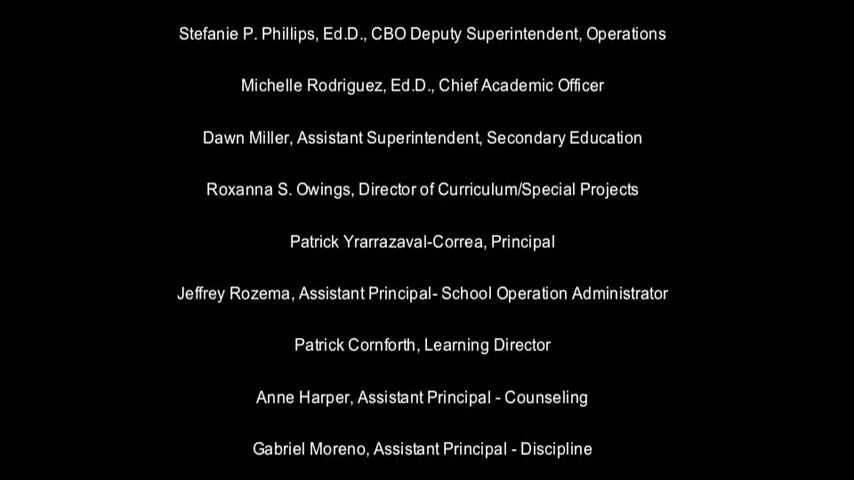 Stefanie P. Phillips, Ed.D., CBO Deputy Superintendent, Operations
Michelle Rodriguez, Ed.D., Chief Academic Officer
Dawn Miller, Assistant Superintendent, Secondary Education
Roxanna S. Owings, Director of Curriculum/Special Projects
Patrick Yrarrazaval-Correa, Principal
Jeffrey Rozema, Assistant Principal- School Operation Administrator
Patrick Cornforth, Learning Director
Anne Harper, Assistant Principal - Counseling
Gabriel Moreno, Assistant Principal - Discipline